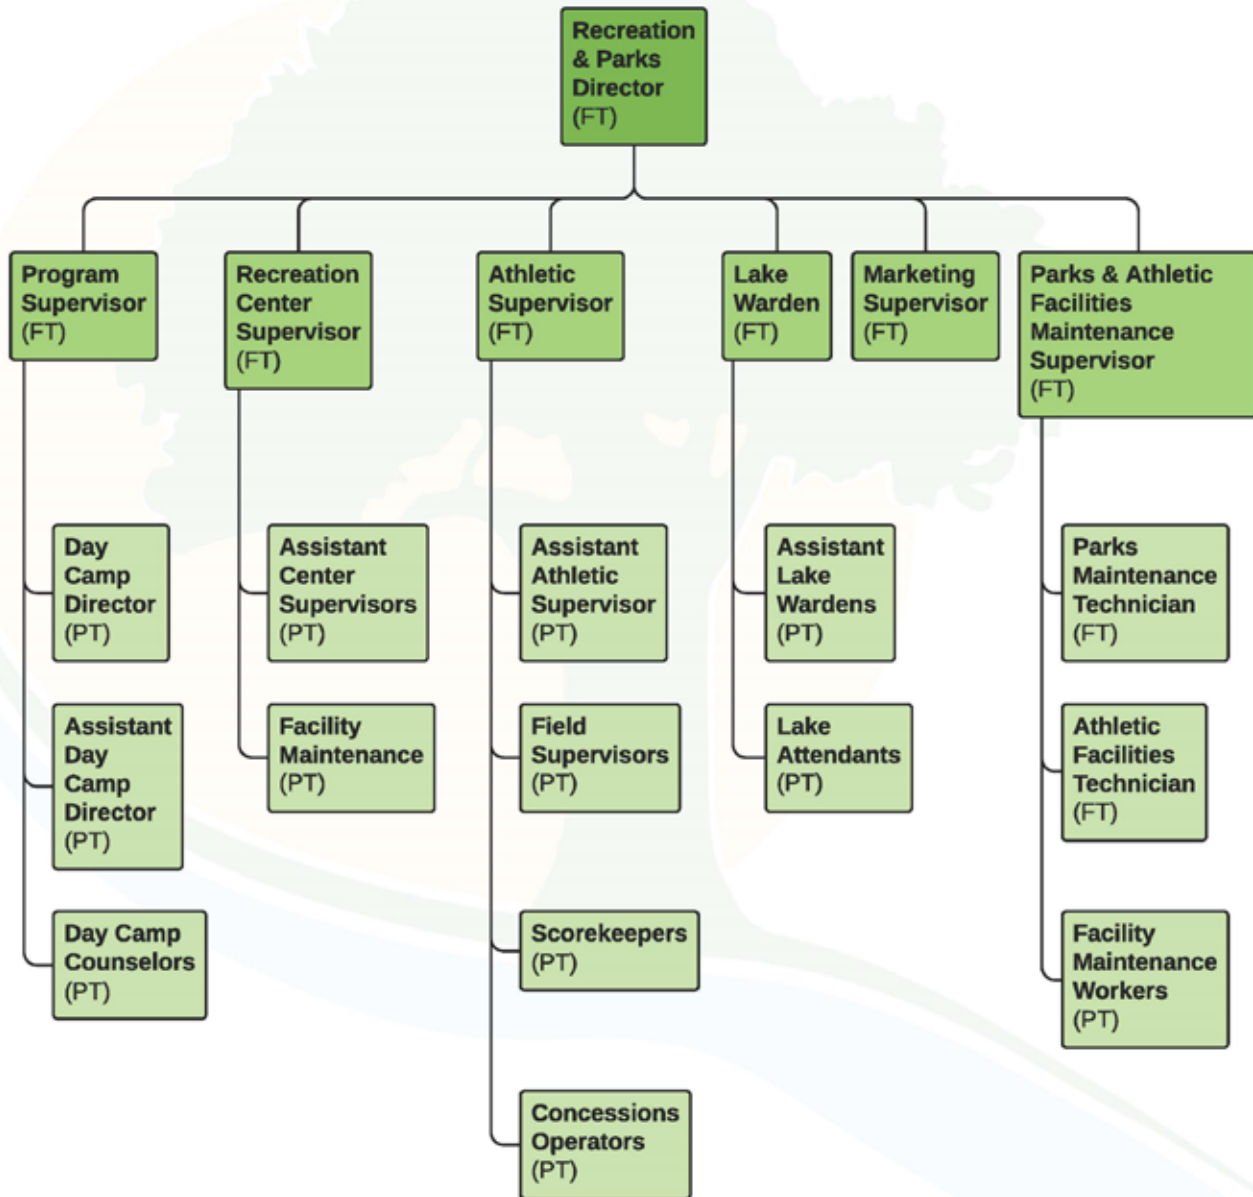 Recreation
& Parks
Director
(FT)
Program
Supervisor
(FT)
Recreation
Center
Supervisor
(FT)
Athletic
Supervisor
(FT)
Lake
Warden
(FT)
Marketing
Supervisor
(FT)
Parks & Athletic
Facilities
Maintenance
Supervisor
(FT)
Day
Camp
Director
(PT)
Assistant
Day
Camp
Director
(PT)
Day Camp
Counselors
(PT)
Assistant
Center
Supervisors
(PT)
Facility
Maintenance
(PT)
Assistant
Athletic
Supervisor
(PT)
Field
Supervisors
(PT)
Scorekeepers
(PT)
Concessions
Operators
(PT)
Assistant
Lake
Wardens
(PT)
Lake
Attendants
(PT)
Parks
Maintenance
Technician
(FT)
Athletic
Facilities
Technician
(FT)
Facility
Maintenance
Workers
(PT)